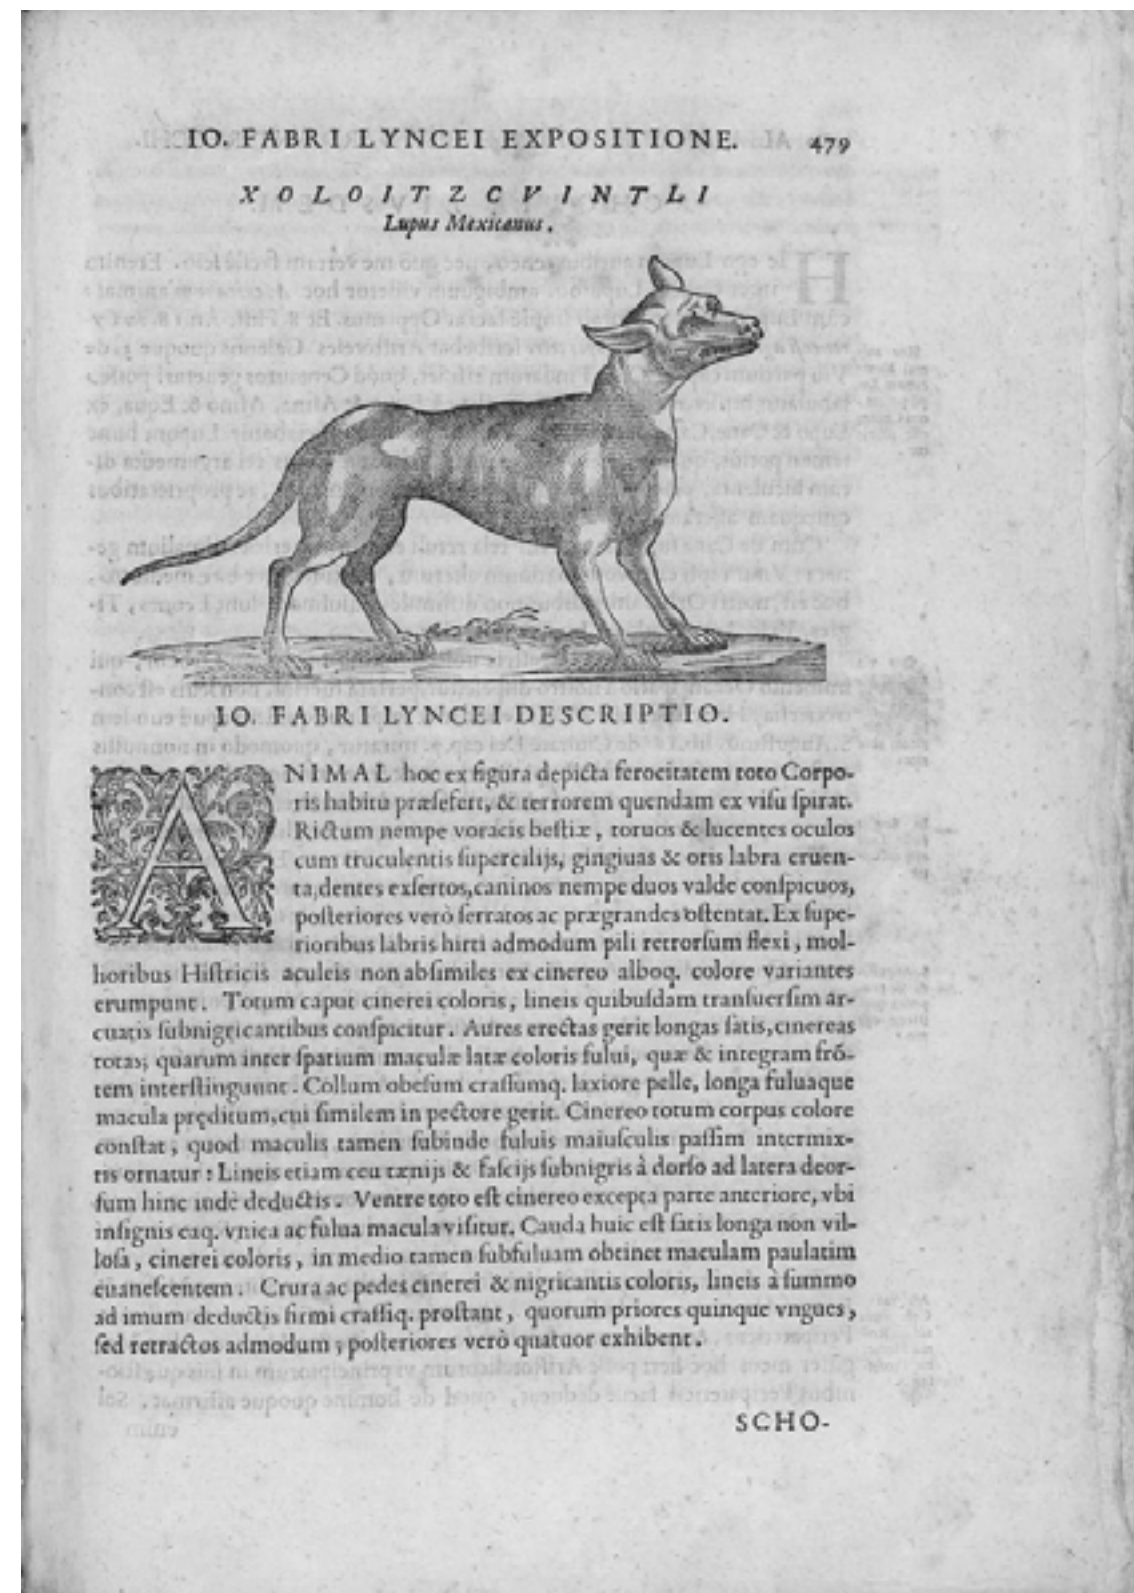 IO. FABRI LYNCEI EXPOSITIONE. 479
XOLOITZCVINTLI
Lupus Mexicanus.
IO. FABRI LYNCEI DESCRIPTIO.
ANIMAL hoc ex figura depicta ferocitatem toto Corpo-
ris habitu præsefert, & terrorem quendam ex visu spirat.
Rictum nempe voracis bestiæ, toruos & lucentes oculos
cum truculentis supercilijs, gingiuas & oris labra cruen-
ta, dentes exsertos, caninos nempe duos valde conspicuos,
posteriores verò serratos ac prægrandes ostentat. Ex supe-
rioribus labris hirti admodum pili retrorsum flexi, mol-
lioribus Histricis aculeis non absimiles ex cinereo alboq. colore variantes
erumpunt. Totum caput cinerei coloris, lineis quibusdam transuersim ar-
cuatis subnigricantibus conspicitur. Aures erectas gerit longas satis, cinereas
totas; quarum inter spatium maculæ latæ coloris fului, quæ & integram frō-
tem interstingunnt. Collum obesum crassumq. laxiore pelle, longa fuluaque
macula pręditum, cui similem in pectore gerit. Cinereo totum corpus colore
constat, quod maculis tamen subinde fuluis maiusculis passim intermix-
tis ornatur: Lineis etiam ceu tænijs & fascijs subnigris à dorso ad latera deor-
sum hinc inde deductis. Ventre toto est cinereo excepta parte anteriore, vbi
insignis eaq. vnica ac fulua macula visitur. Cauda huic est satis longa non vil-
losa, cinerei coloris, in medio tamen subfuluam obtinet maculam paulatim
euanescentem. Crura ac pedes cinerei & nigricantis coloris, lineis à summo
ad imum deductis firmi crassiq. prostant, quorum priores quinque vngues,
sed retractos admodum; posteriores verò quatuor exhibent.
SCHO-